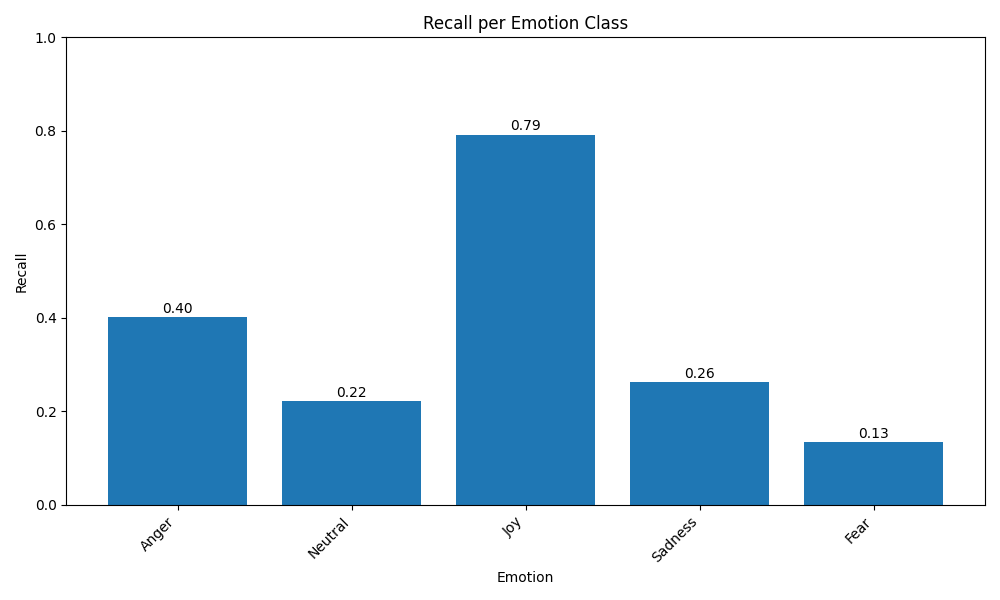 Recall per Emotion Class
1.0
0.8
0.6
0.4
0.2
0.0
Recall
0.40
0.22
0.79
0.26
0.13
Anger
Neutral
Joy
Sadness
Fear
Emotion